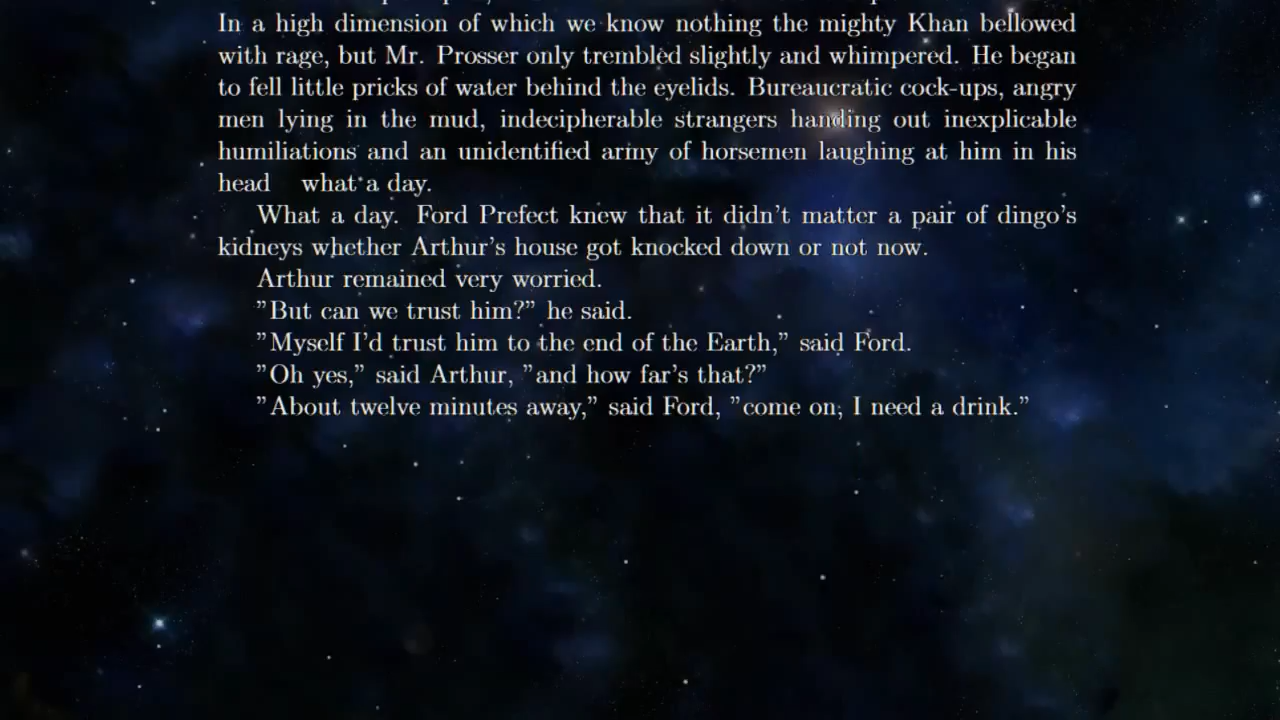 In a high dimension of which we know nothing the mighty Khan bellowed
with rage, but Mr. Prosser only trembled slightly and whimpered. He began
to fell little pricks of water behind the eyelids. Bureaucratic cock-ups, angry
men lying in the mud, indecipherable strangers handing out inexplicable
humiliations and an unidentified army of horsemen laughing at him in his
head what a day.
What a day. Ford Prefect knew that it didn't matter a pair of dingo's
kidneys whether Arthur's house got knocked down or not now.
Arthur remained very worried.
"But can we trust him?" he said.
"Myself I'd trust him to the end of the Earth," said Ford.
"Oh yes," said Arthur, "and how far's that?"
"About twelve minutes away," said Ford, "come on, I need a drink."